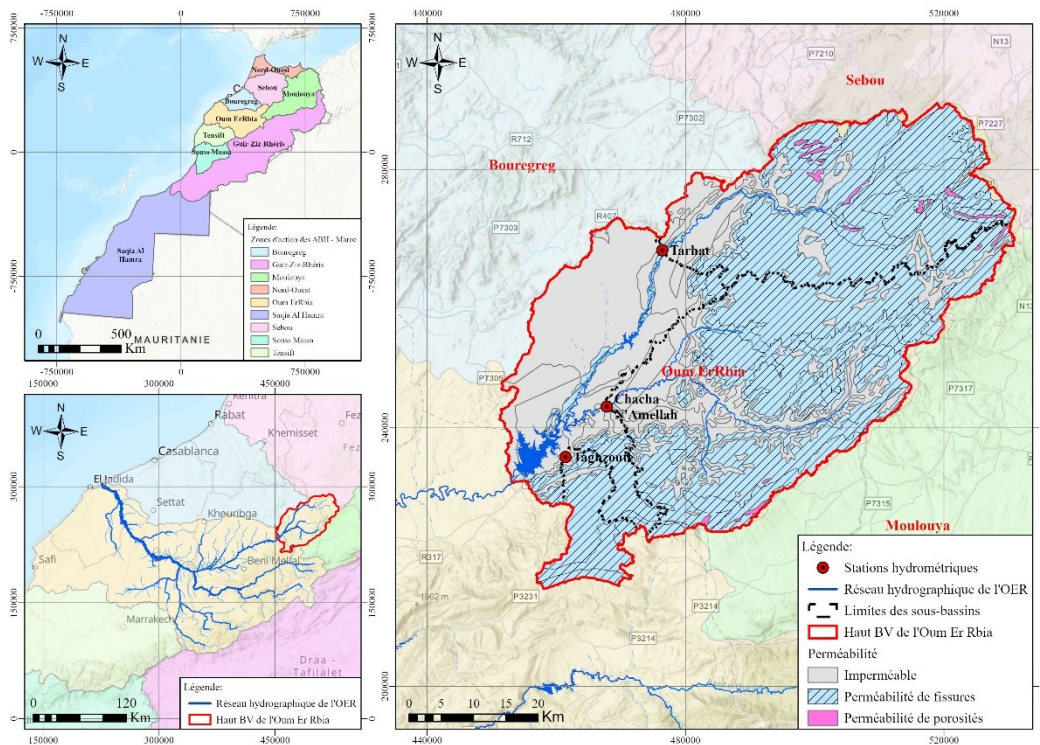 -750000
0
750000
750000
0
-750000
750000
0
-750000
N
W
E
S
Nord-Ouest
Sebou
Moulouya
Bouregreg
Oum ErRbia
Tensift
Guir-Ziz-Rhéris
Souss Massa
Saqia Al
Hamra
Légende:
Zones d'action des ABH - Maroc
Bouregreg
Guir-Ziz-Rhéris
Moulouya
Nord-Ouest
Oum ErRbia
Saqia Al Hamra
Sebou
Souss Massa
Tensift
0
500
Km
MAURITANIE
-750000
0
750000
150000
300000
450000
N
W
E
S
Kenitra
Rabat
Fez
Khemisset
Fez
Casablanca
El Jadida
Settat
Khouribga
Safi
Beni Mellal
Marrakech
Draa -
Tafilalet
300000
150000
0
300000
150000
0
0
120
Km
Légende:
Réseau hydrographique de l'OER
Haut BV de l'Oum Er Rbia
150000
300000
450000
440000
480000
520000
N
W
E
S
P7210
N13
Sebou
P7302
P7227
R712
Bouregreg
280000
280000
R407
P7303
Tarhat
N13
P7305
Oum ErRbia
P7317
Chacha
N'Amellah
240000
240000
Taghzout
P7315
Moulouya
R317
P3231
1962 m
P3214
P3214
200000
200000
0
5
10
15
20
Km
Légende:
Stations hydrométriques
Réseau hydrographique de l'OER
Limites des sous-bassins
Haut BV de l'Oum Er Rbia
Perméabilité
Imperméable
Perméabilité de fissures
Perméabilité de porosités
440000
480000
520000